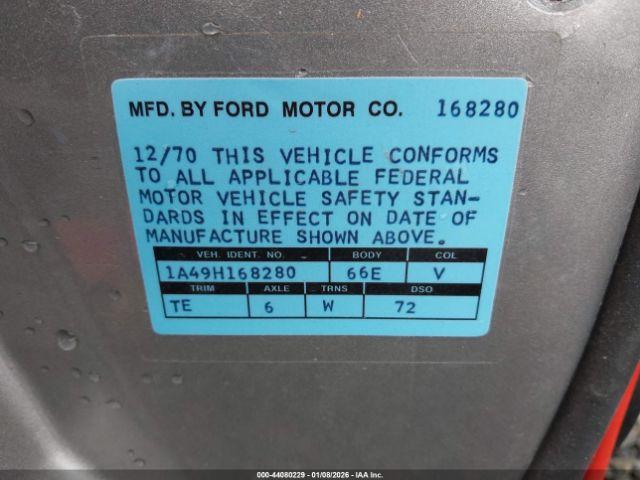 MFD. BY FORD MOTOR CO. 168280
12/70 THIS VEHICLE CONFORMS
TO ALL APPLICABLE FEDERAL
MOTOR VEHICLE SAFETY STAN-
DARDS IN EFFECT ON DATE OF
MANUFACTURE SHOWN ABOVE.
VEH. IDENT. NO. BODY COL
1A49H168280 66E V
TRIM AXLE TRNS DSO
TE 6 W 72
000-44080229 - 01/08/2026 - IAA Inc.